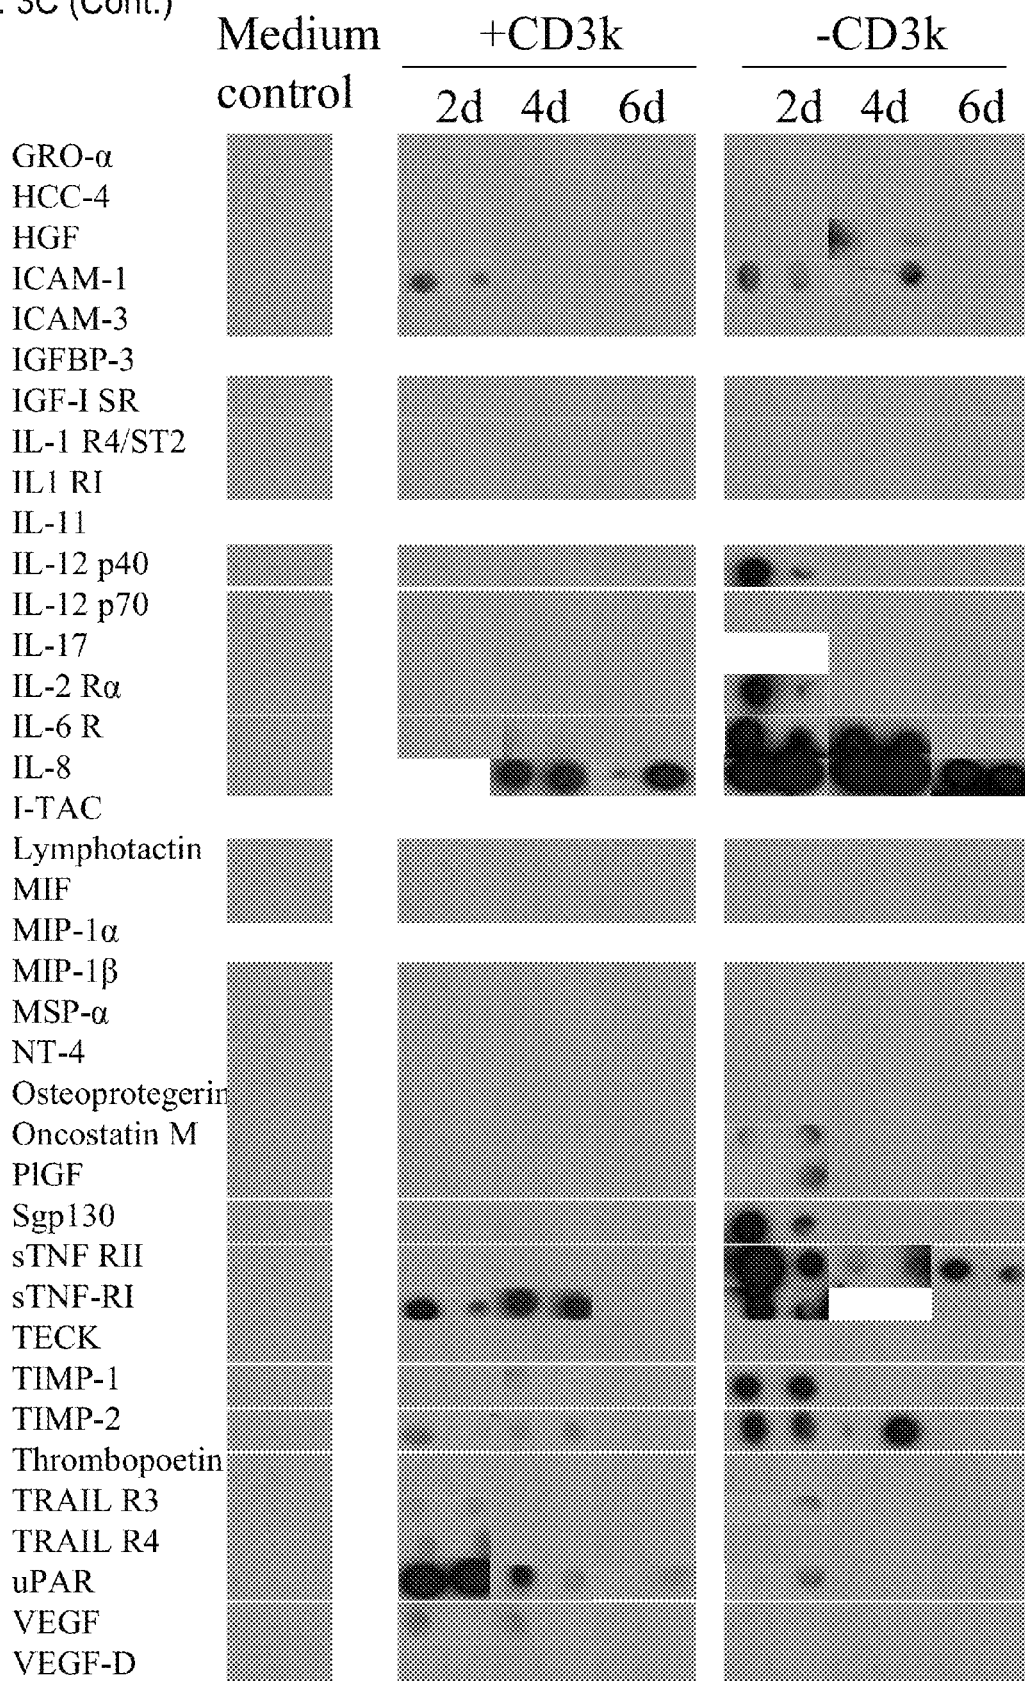 . 3C (Cont.)
Medium control
+CD3k
-CD3k
2d 4d 6d
2d 4d 6d
GRO-α
HCC-4
HGF
ICAM-1
ICAM-3
IGFBP-3
IGF-I SR
IL-1 R4/ST2
IL1 RI
IL-11
IL-12 p40
IL-12 p70
IL-17
IL-2 Rα
IL-6 R
IL-8
I-TAC
Lymphotactin
MIF
MIP-1α
MIP-1β
MSP-α
NT-4
Osteoprotegerin
Oncostatin M
PlGF
Sgp130
sTNF RII
sTNF-RI
TECK
TIMP-1
TIMP-2
Thrombopoetin
TRAIL R3
TRAIL R4
uPAR
VEGF
VEGF-D